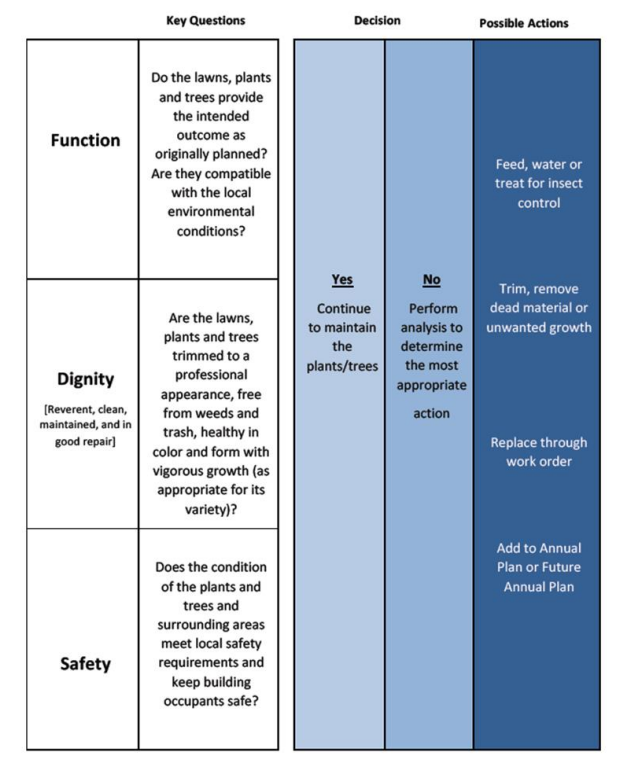 Key Questions
Decision
Possible Actions
Function
Do the lawns, plants
and trees provide
the intended
outcome as
originally planned?
Are they compatible
with the local
environmental
conditions?
Dignity
[Reverent, clean,
maintained, and in
good repair]
Are the lawns,
plants and trees
trimmed to a
professional
appearance, free
from weeds and
trash, healthy in
color and form with
vigorous growth (as
appropriate for its
variety)?
Safety
Does the condition
of the plants and
trees and
surrounding areas
meet local safety
requirements and
keep building
occupants safe?
Yes
Continue
to maintain
the
plants/trees
No
Perform
analysis to
determine
the most
appropriate
action
Feed, water or
treat for insect
control
Trim, remove
dead material or
unwanted growth
Replace through
work order
Add to Annual
Plan or Future
Annual Plan